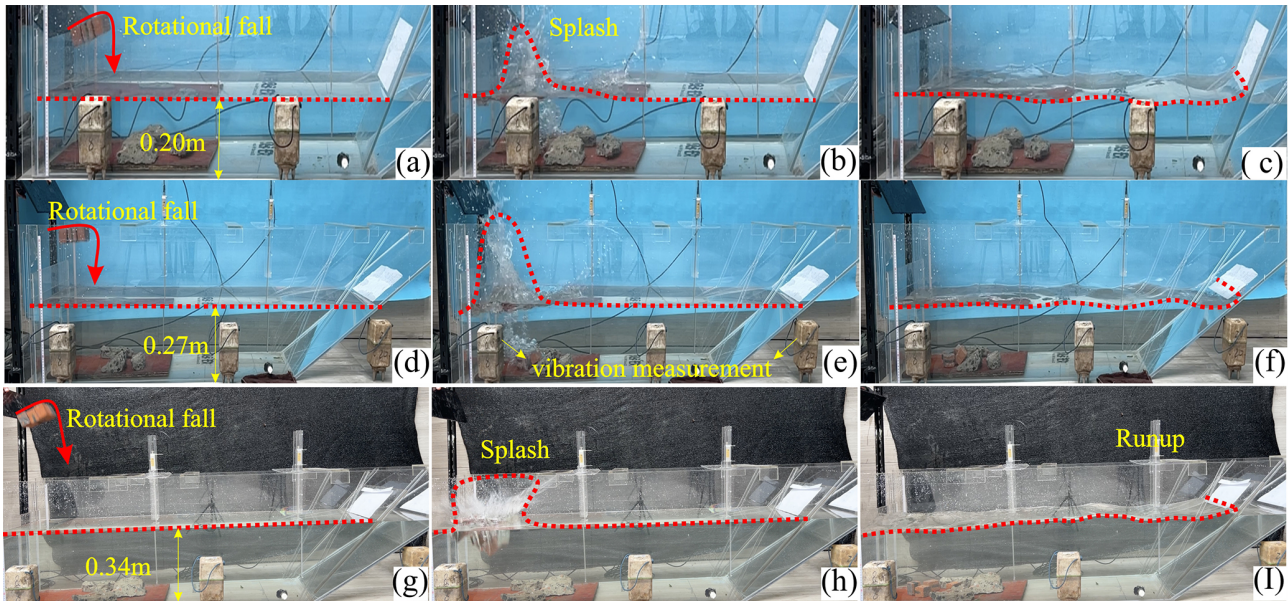 Rotational fall
0.20m
(a)
Splash
(b)
(c)
Rotational fall
0.27m
(d)
vibration measurement
(e)
(f)
Rotational fall
0.34m
(g)
Splash
(h)
Runup
(I)